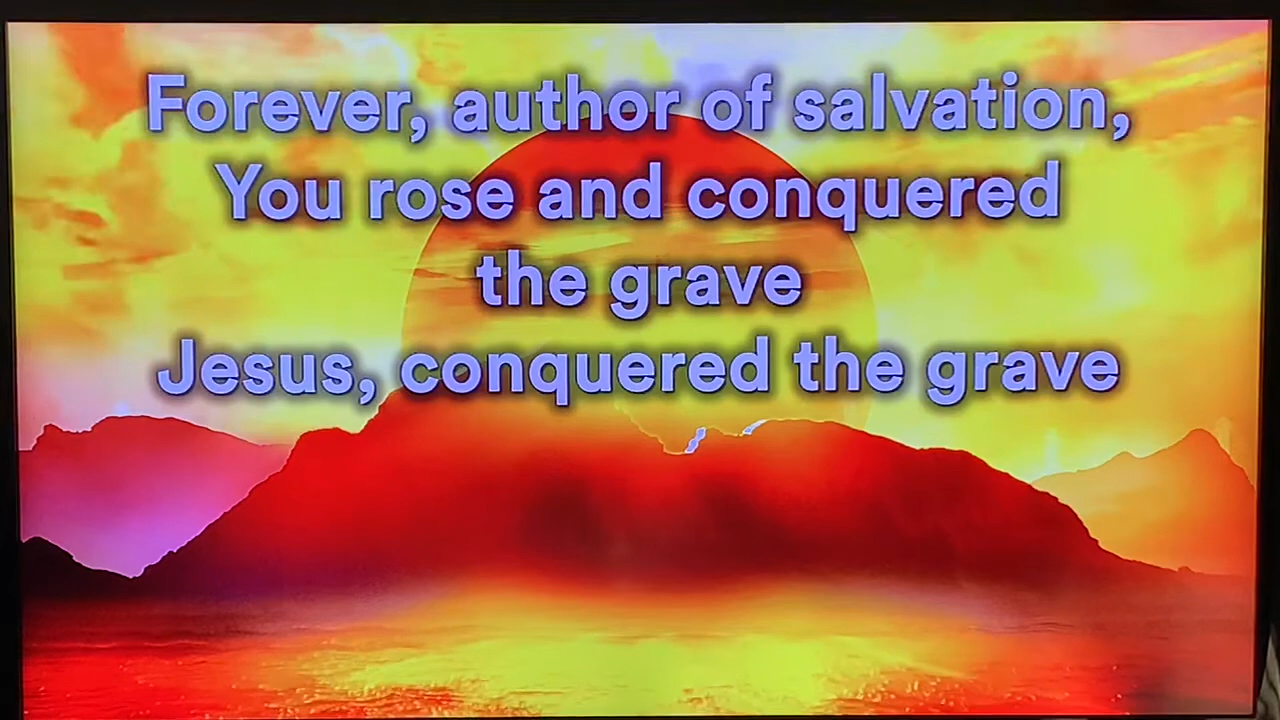 Forever, author of salvation,
You rose and conquered
the grave
Jesus, conquered the grave